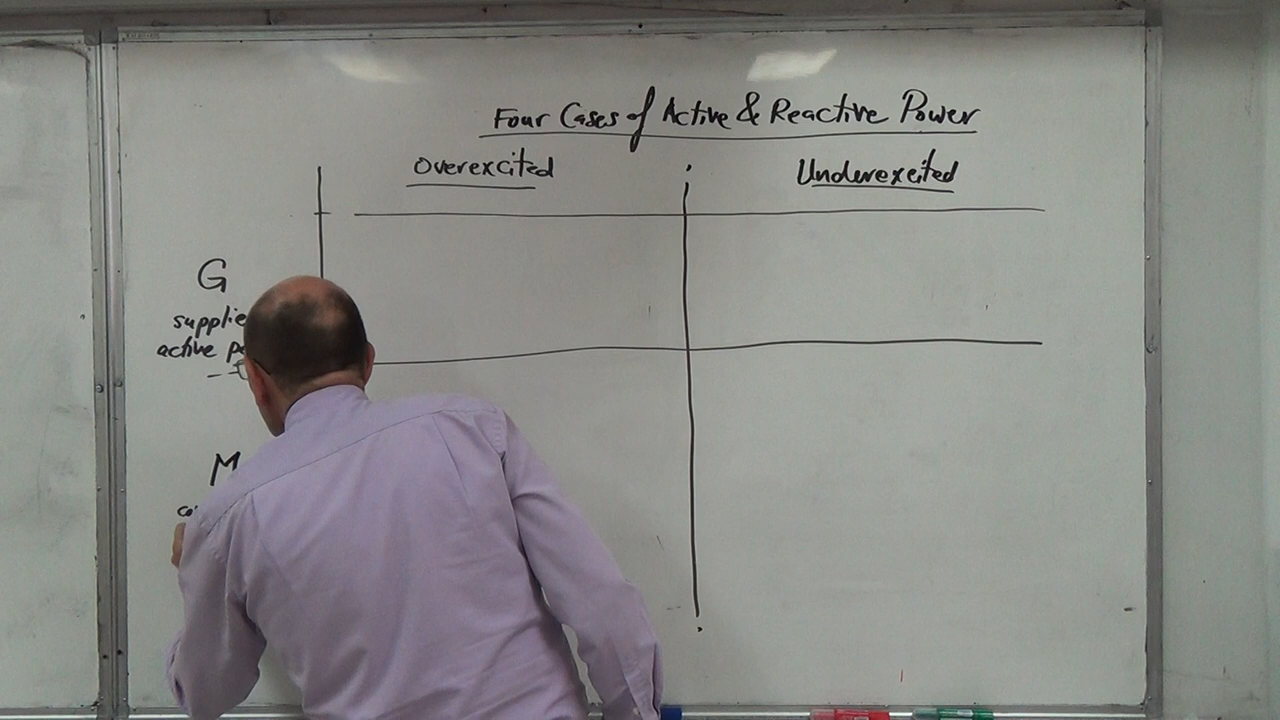 Four Cases of Active & Reactive Power
Overexcited
Underexcited
G
active
M